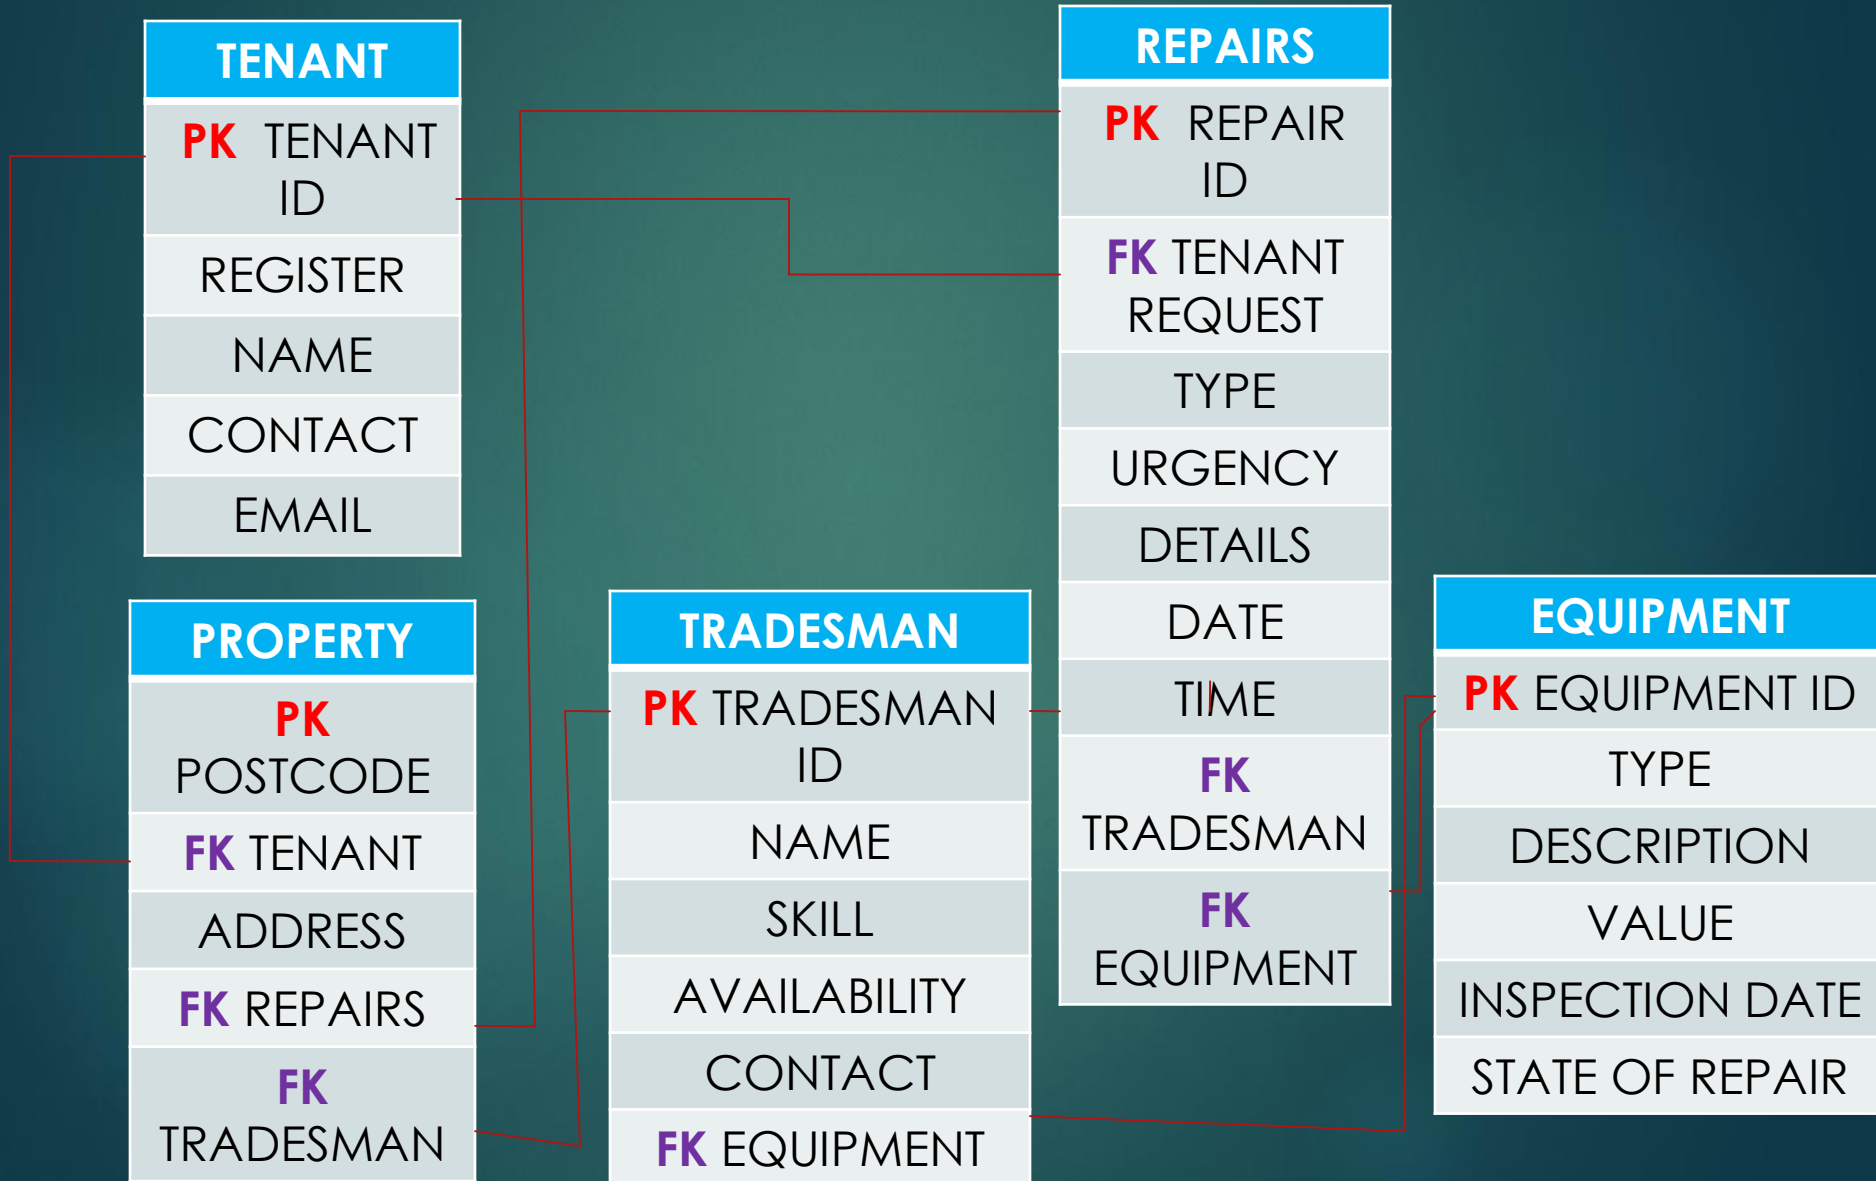 TENANT
PK TENANT
ID
REGISTER
NAME
CONTACT
EMAIL
REPAIRS
PK REPAIR
ID
FK TENANT
REQUEST
TYPE
URGENCY
DETAILS
DATE
TIME
FK
TRADESMAN
FK
EQUIPMENT
PROPERTY
PK
POSTCODE
FK TENANT
ADDRESS
FK REPAIRS
FK
TRADESMAN
TRADESMAN
PK TRADESMAN
ID
NAME
SKILL
AVAILABILITY
CONTACT
FK EQUIPMENT
EQUIPMENT
PK EQUIPMENT ID
TYPE
DESCRIPTION
VALUE
INSPECTION DATE
STATE OF REPAIR